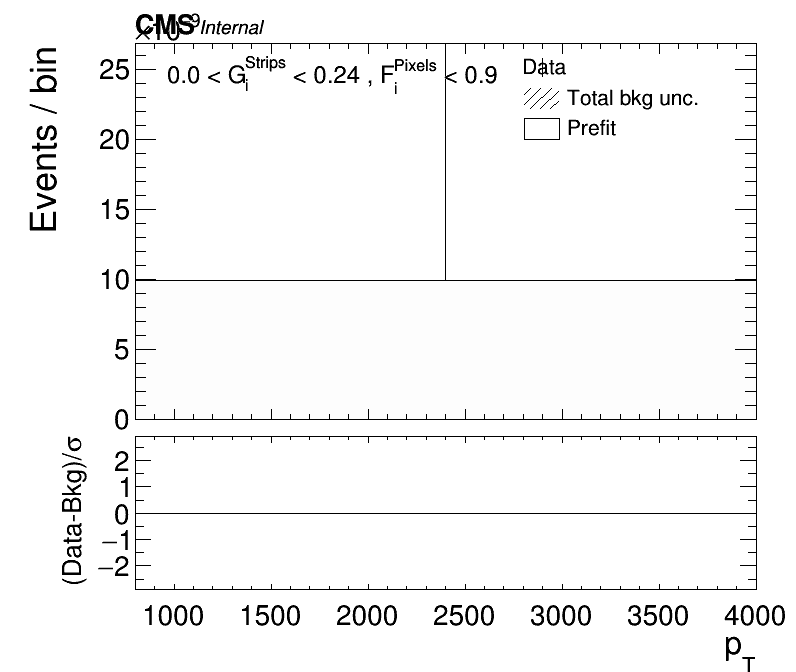 CMS Internal
×10⁻⁹
0.0 < G_i^Strips < 0.24 , F_i^Pixels < 0.9
Data
Total bkg unc.
Prefit
Events / bin
25
20
15
10
5
0
(Data-Bkg)/σ
2
1
0
−1
−2
1000 1500 2000 2500 3000 3500 4000
p_T